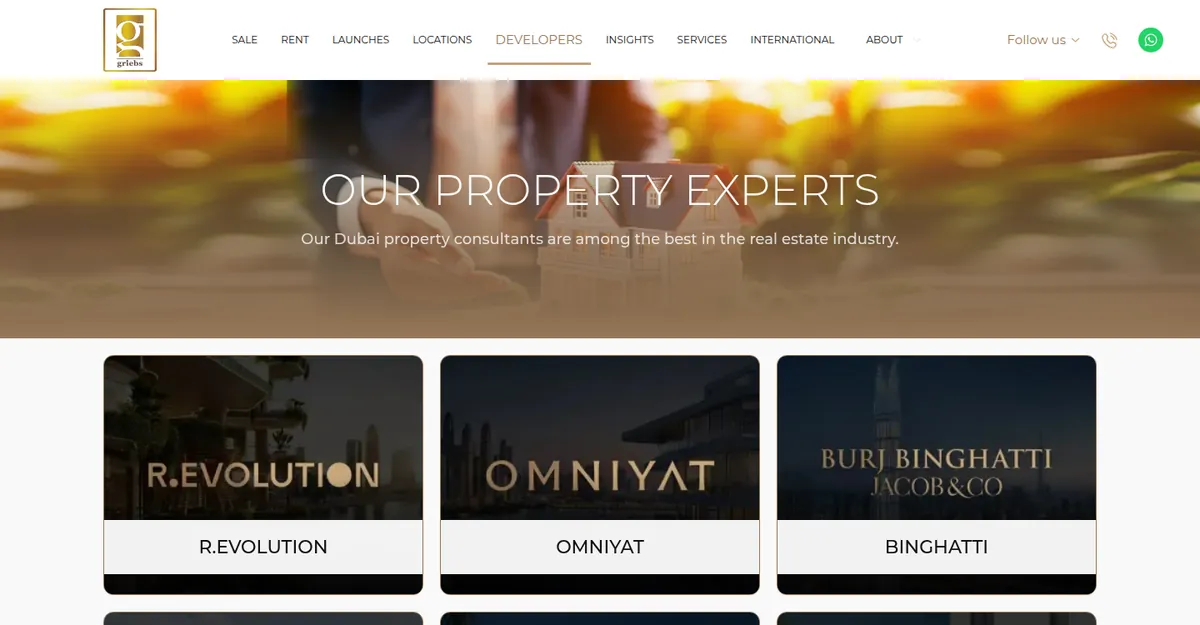 g
griebs
SALE
RENT
LAUNCHES
LOCATIONS
DEVELOPERS
INSIGHTS
SERVICES
INTERNATIONAL
ABOUT
Follow us
OUR PROPERTY EXPERTS
Our Dubai property consultants are among the best in the real estate industry.
R.EVOLUTION
OMNIYAT
BURJ BINGHATTI
JACOB&CO
R.EVOLUTION
OMNIYAT
BINGHATTI